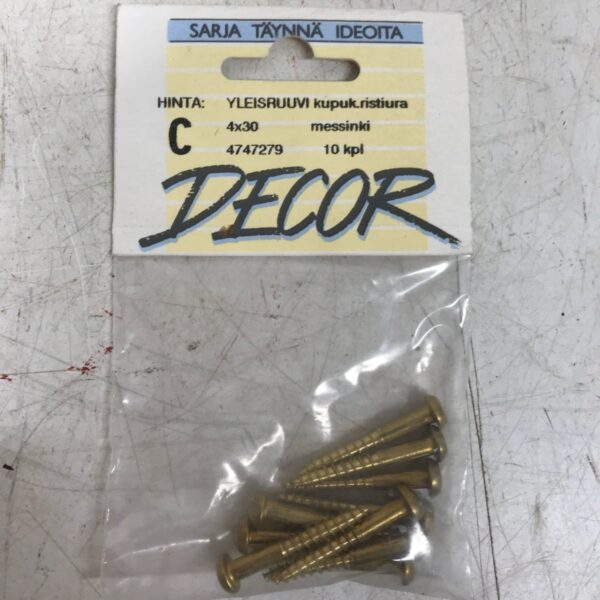 SARJA TÄYNNÄ IDEOITA
HINTA: YLEISRUUVI kupuk.ristiura
C 4x30 messinki
4747279 10 kpl
DECOR